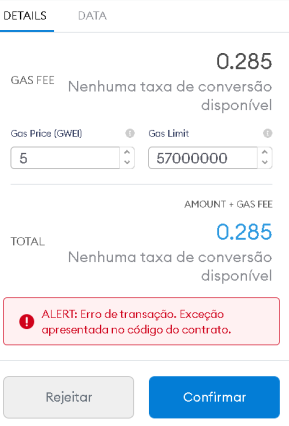 DETAILS DATA
0.285
GAS FEE Nenhuma taxa de conversão
disponível
Gas Price (GWEI) Gas Limit
5 57000000
AMOUNT + GAS FEE
0.285
TOTAL Nenhuma taxa de conversão
disponível
ALERT: Erro de transação. Exceção
apresentada no código do contrato.
Rejeitar Confirmar